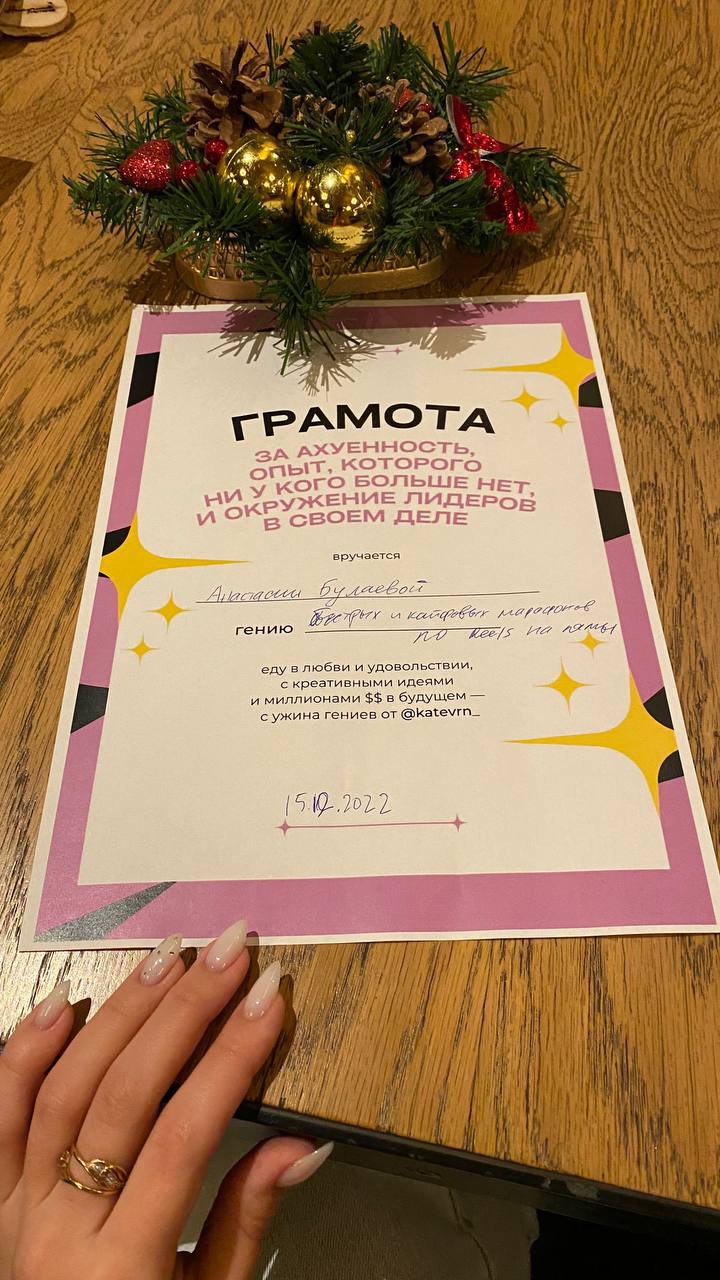 ГРАМОТА
ЗА АХУЕННОСТЬ,
ОПЫТ, КОТОРОГО
НИ У КОГО БОЛЬШЕ НЕТ,
И ОКРУЖЕНИЕ ЛИДЕРОВ
В СВОЕМ ДЕЛЕ
вручается
Анастасии Булаевой
гению быстрых и кайфовых марафонов
по Reels на лямы
еду в любви и удовольствии,
с креативными идеями
и миллионами $$ в будущем —
с ужина гениев от @katevrn_
15.12.2022